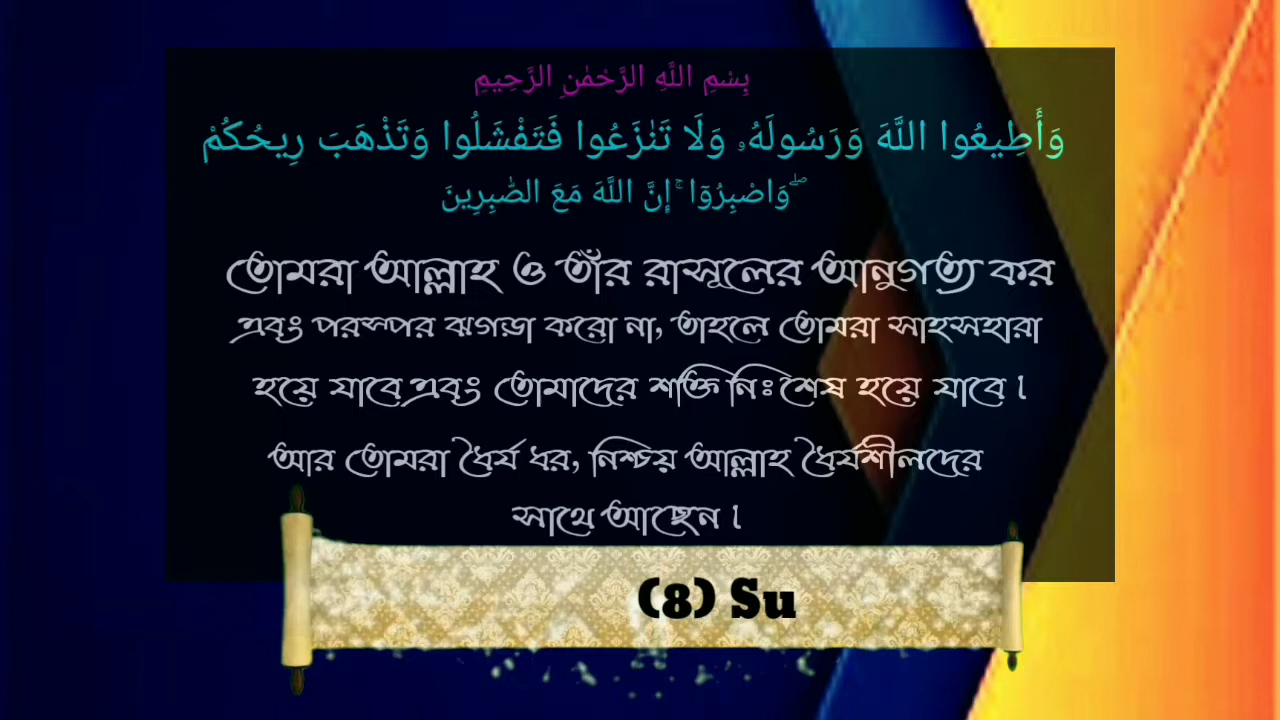 بِسْمِ اللَّهِ الرَّحْمٰنِ الرَّحِيمِ
وَأَطِيعُوا اللَّهَ وَرَسُولَهُۥ وَلَا تَنٰزَعُوا فَتَفْشَلُوا وَتَذْهَبَ رِيحُكُمْ
ۖ وَاصْبِرُوٓا ۚ إِنَّ اللَّهَ مَعَ الصّٰبِرِينَ
তোমরা আল্লাহ ও তাঁর রাসূলের আনুগত্য কর
এবং পরস্পর ঝগড়া করো না, তাহলে তোমরা সাহসহারা
হয়ে যাবে এবং তোমাদের শক্তি নিঃশেষ হয়ে যাবে।
আর তোমরা ধৈর্য ধর, নিশ্চয় আল্লাহ ধৈর্যশীলদের
সাথে আছেন।
(8) Su